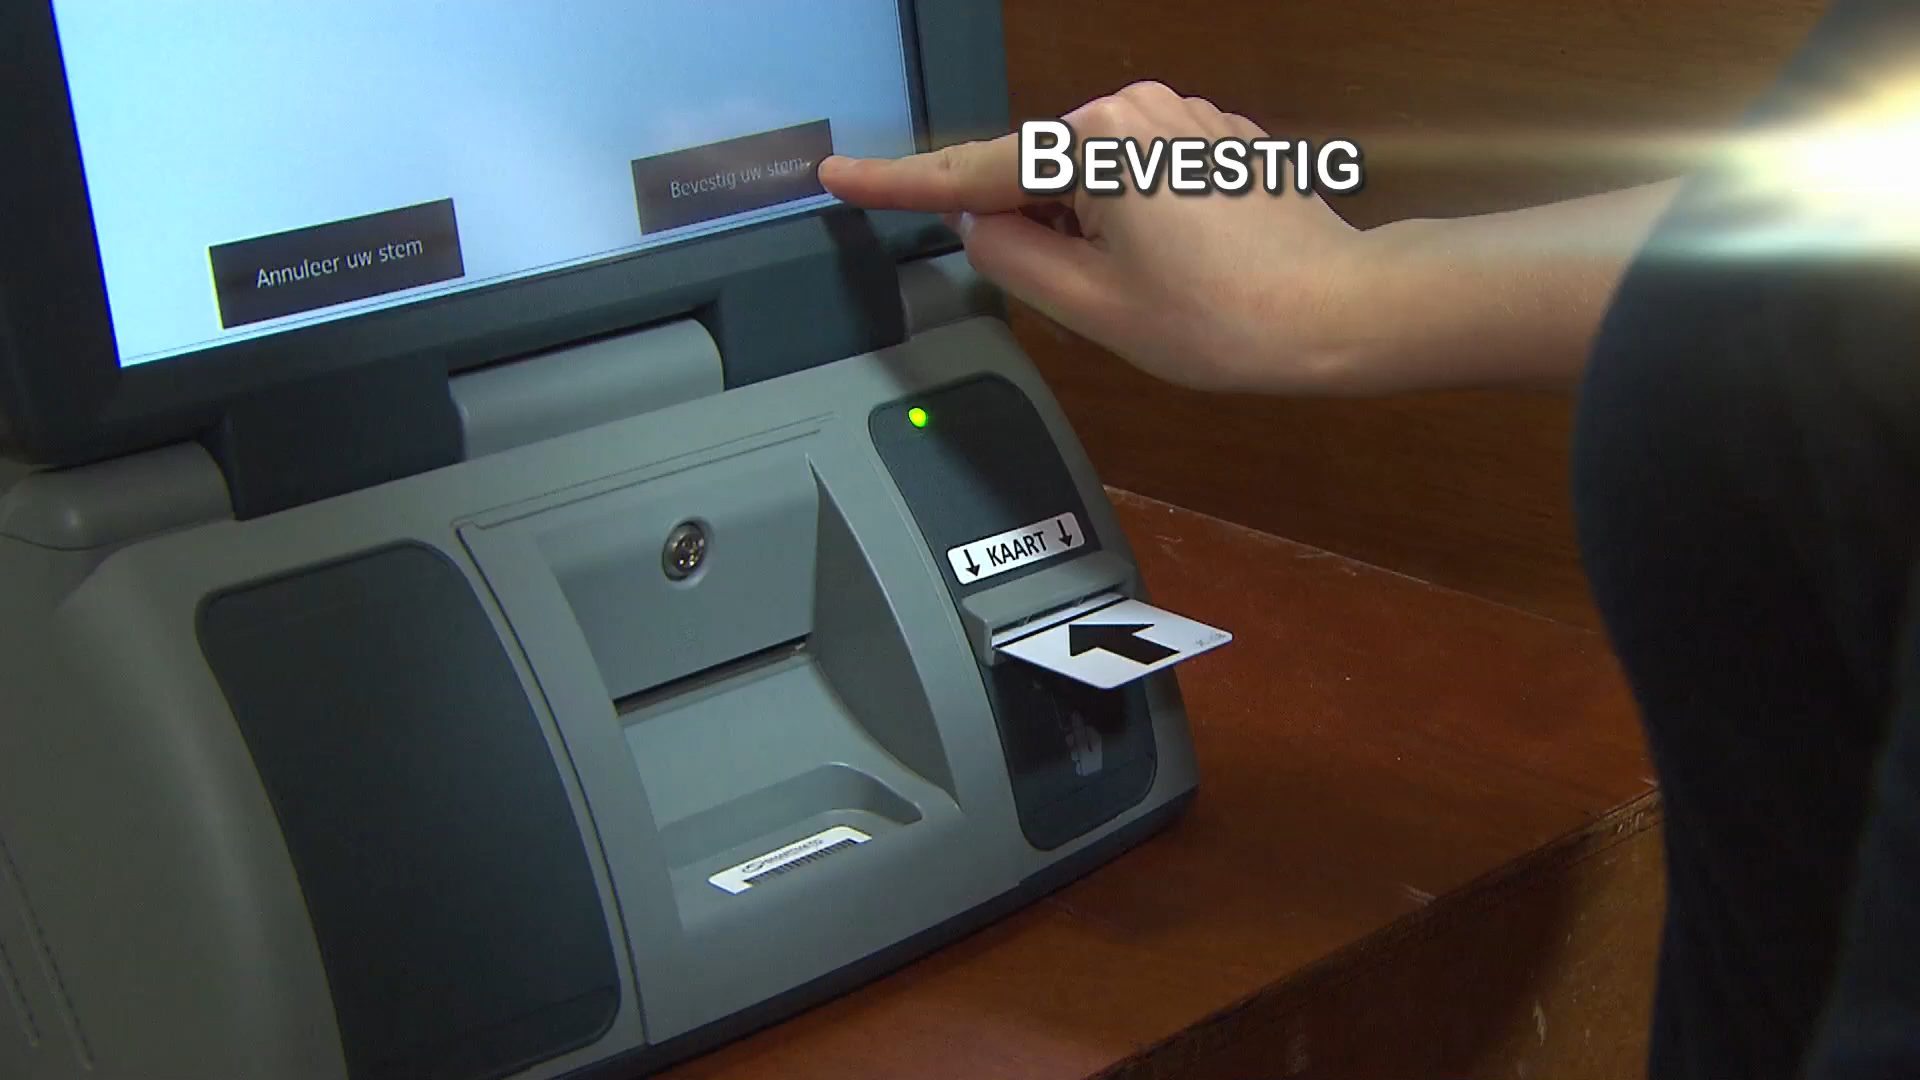 Bevestig
Bevestig uw stem
Annuleer uw stem
↓ KAART ↓